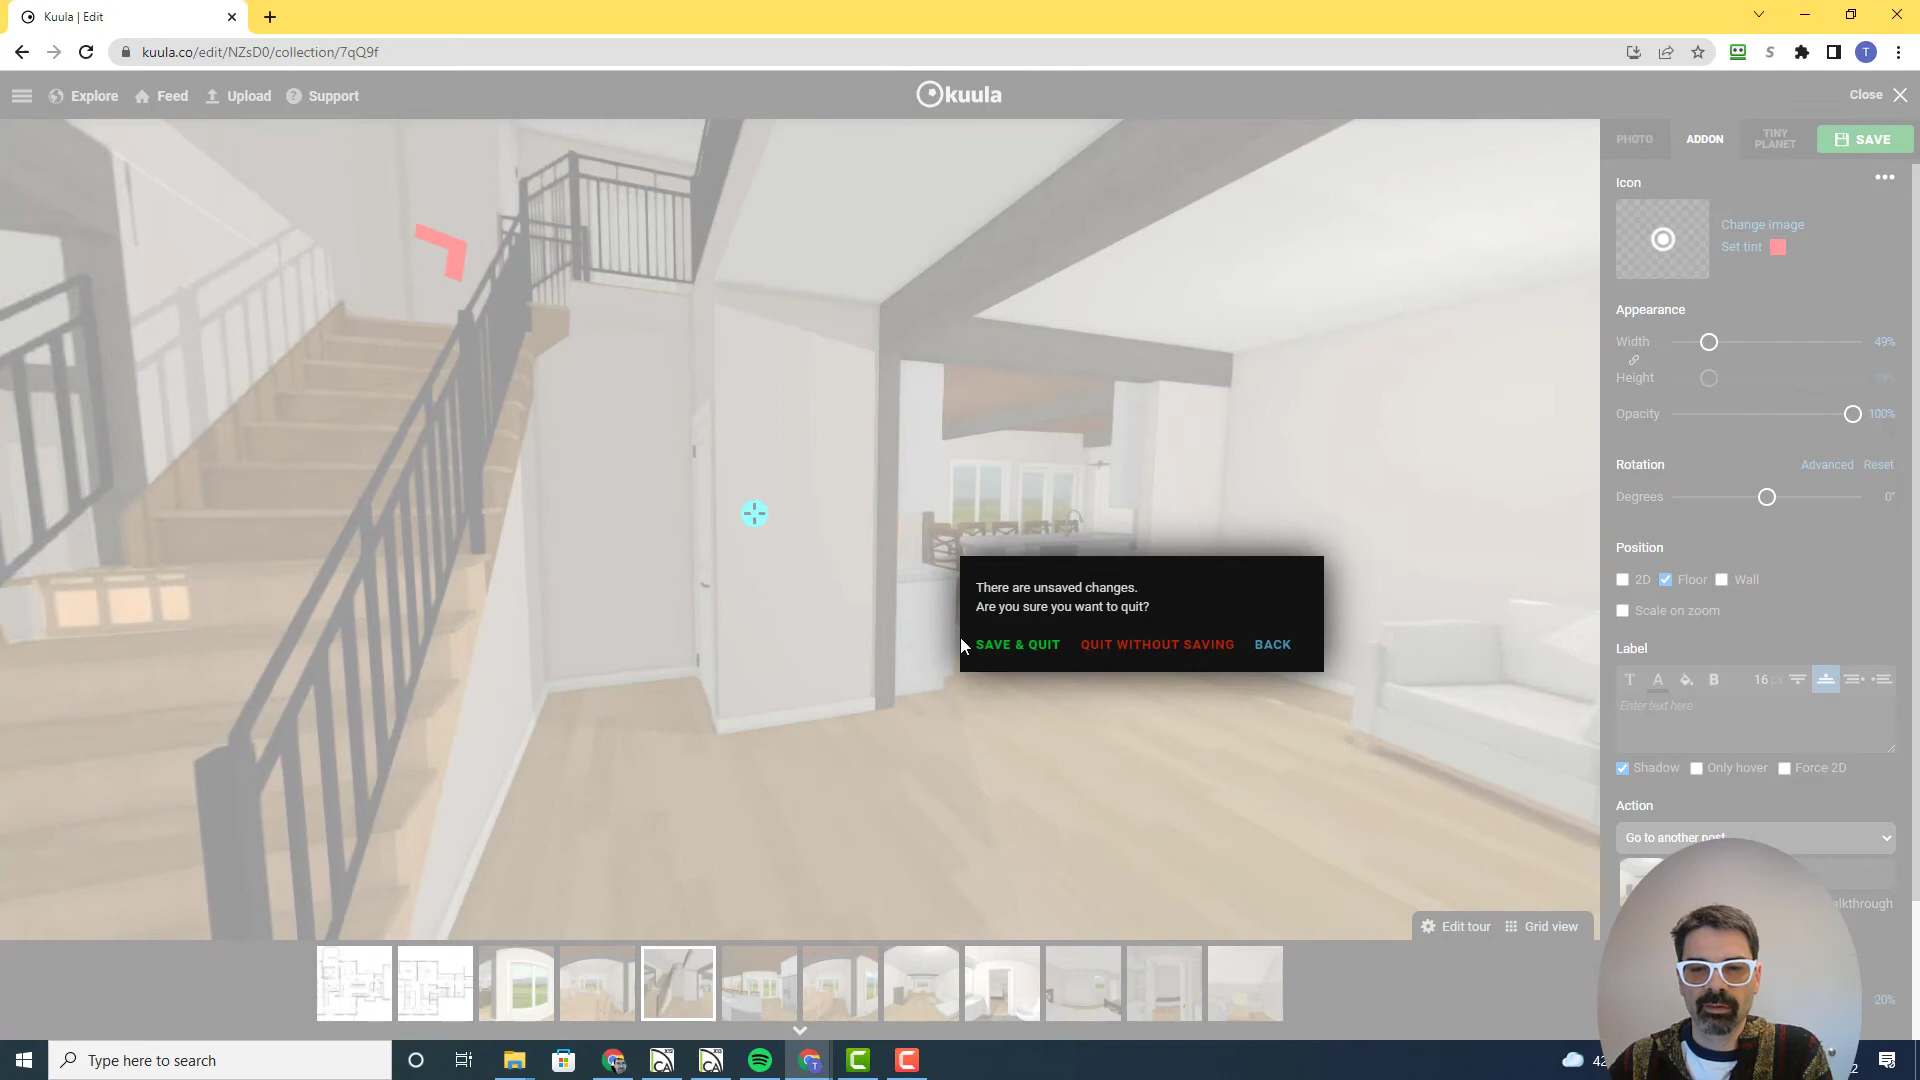 Kuula | Edit
kuula.co/edit/NZsD0/collection/7qQ9f
T
Explore
Feed
Upload
Support
kuula
Close
PHOTO
ADDON
TINY
PLANET
SAVE
Icon
Change image
Set tint
Appearance
Width
49%
Height
Opacity
100%
Rotation
Advanced
Reset
Degrees
0°
Position
2D
Floor
Wall
Scale on zoom
Label
T
A
B
16 px
Enter text here
Shadow
Only hover
Force 2D
Action
Go to another post
There are unsaved changes.
Are you sure you want to quit?
SAVE & QUIT
QUIT WITHOUT SAVING
BACK
Edit tour
Grid view
20%
Type here to search